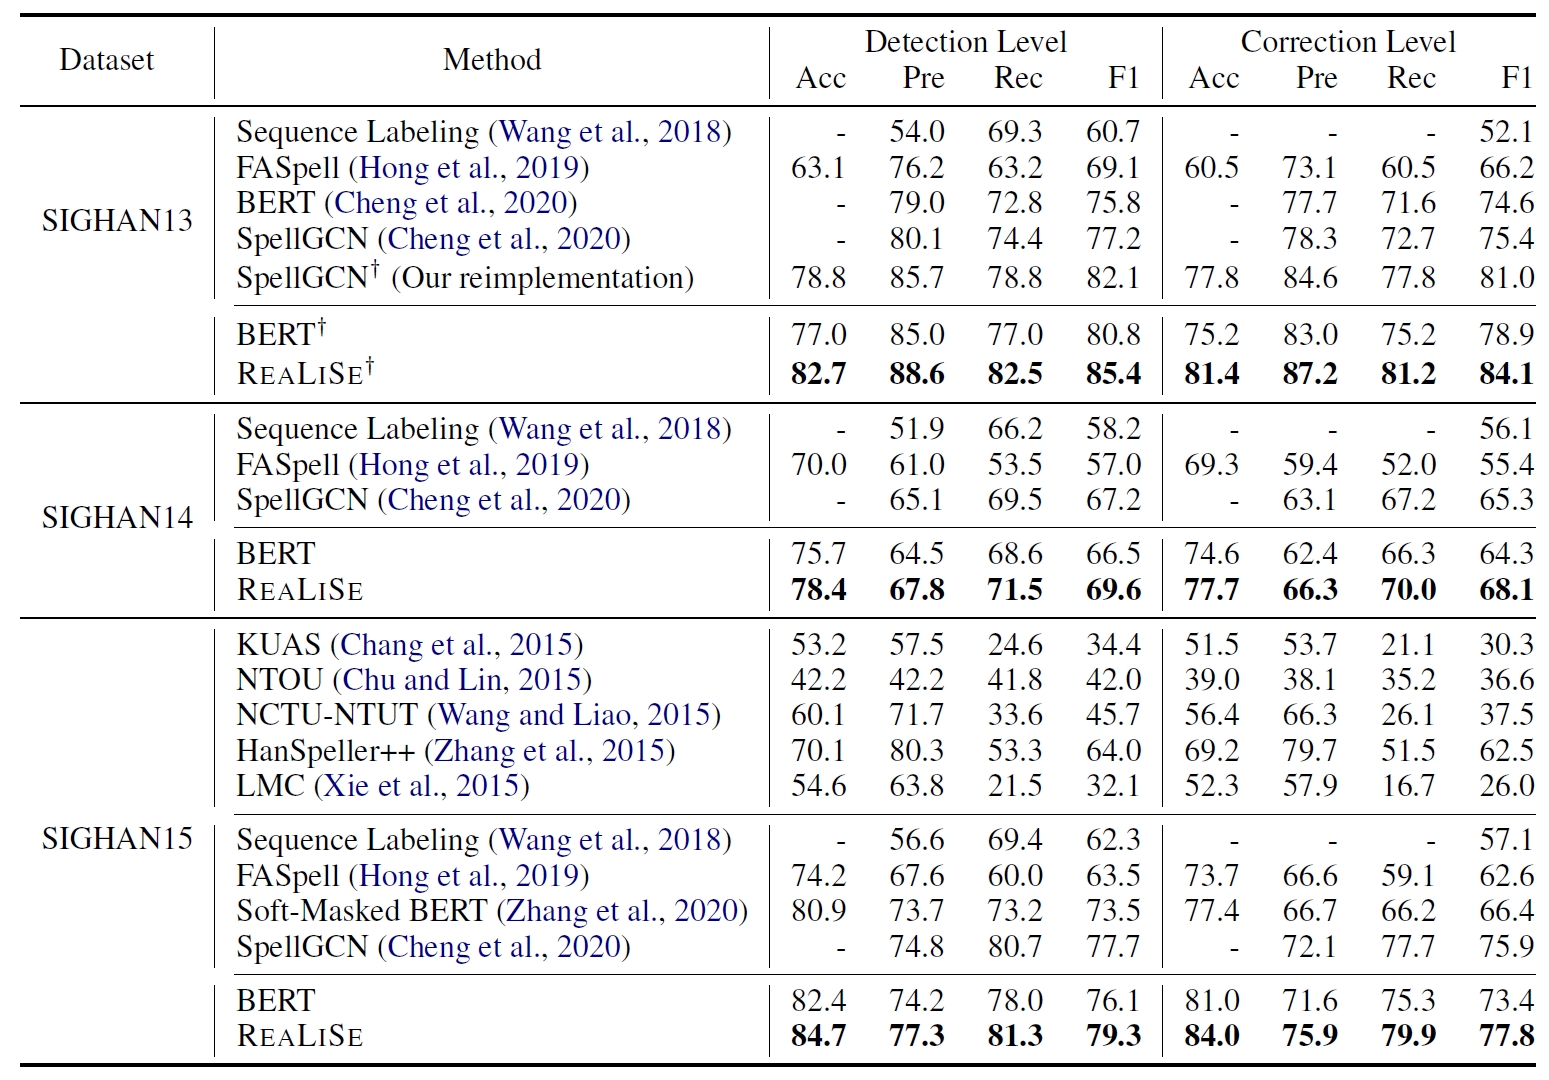 Dataset Method Detection Level Correction Level
Acc Pre Rec F1 Acc Pre Rec F1
SIGHAN13
Sequence Labeling (Wang et al., 2018) - 54.0 69.3 60.7 - - - 52.1
FASpell (Hong et al., 2019) 63.1 76.2 63.2 69.1 60.5 73.1 60.5 66.2
BERT (Cheng et al., 2020) - 79.0 72.8 75.8 - 77.7 71.6 74.6
SpellGCN (Cheng et al., 2020) - 80.1 74.4 77.2 - 78.3 72.7 75.4
SpellGCN† (Our reimplementation) 78.8 85.7 78.8 82.1 77.8 84.6 77.8 81.0
BERT† 77.0 85.0 77.0 80.8 75.2 83.0 75.2 78.9
REALISE† 82.7 88.6 82.5 85.4 81.4 87.2 81.2 84.1
SIGHAN14
Sequence Labeling (Wang et al., 2018) - 51.9 66.2 58.2 - - - 56.1
FASpell (Hong et al., 2019) 70.0 61.0 53.5 57.0 69.3 59.4 52.0 55.4
SpellGCN (Cheng et al., 2020) - 65.1 69.5 67.2 - 63.1 67.2 65.3
BERT 75.7 64.5 68.6 66.5 74.6 62.4 66.3 64.3
REALISE 78.4 67.8 71.5 69.6 77.7 66.3 70.0 68.1
SIGHAN15
KUAS (Chang et al., 2015) 53.2 57.5 24.6 34.4 51.5 53.7 21.1 30.3
NTOU (Chu and Lin, 2015) 42.2 42.2 41.8 42.0 39.0 38.1 35.2 36.6
NCTU-NTUT (Wang and Liao, 2015) 60.1 71.7 33.6 45.7 56.4 66.3 26.1 37.5
HanSpeller++ (Zhang et al., 2015) 70.1 80.3 53.3 64.0 69.2 79.7 51.5 62.5
LMC (Xie et al., 2015) 54.6 63.8 21.5 32.1 52.3 57.9 16.7 26.0
Sequence Labeling (Wang et al., 2018) - 56.6 69.4 62.3 - - - 57.1
FASpell (Hong et al., 2019) 74.2 67.6 60.0 63.5 73.7 66.6 59.1 62.6
Soft-Masked BERT (Zhang et al., 2020) 80.9 73.7 73.2 73.5 77.4 66.7 66.2 66.4
SpellGCN (Cheng et al., 2020) - 74.8 80.7 77.7 - 72.1 77.7 75.9
BERT 82.4 74.2 78.0 76.1 81.0 71.6 75.3 73.4
REALISE 84.7 77.3 81.3 79.3 84.0 75.9 79.9 77.8